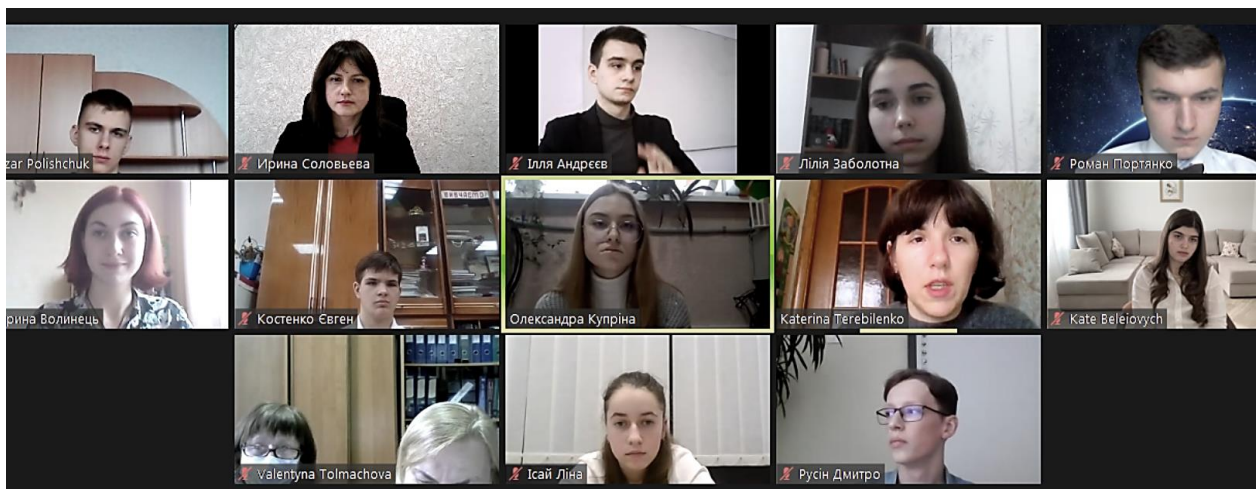 zar Polishchuk
Ирина Соловьева
Ілля Андрєєв
Лілія Заболотна
Роман Портянко
рина Волинець
Костенко Євген
Олександра Купріна
Katerina Terebilenko
Kate Beleiovych
Valentyna Tolmachova
Ісай Ліна
Русін Дмитро